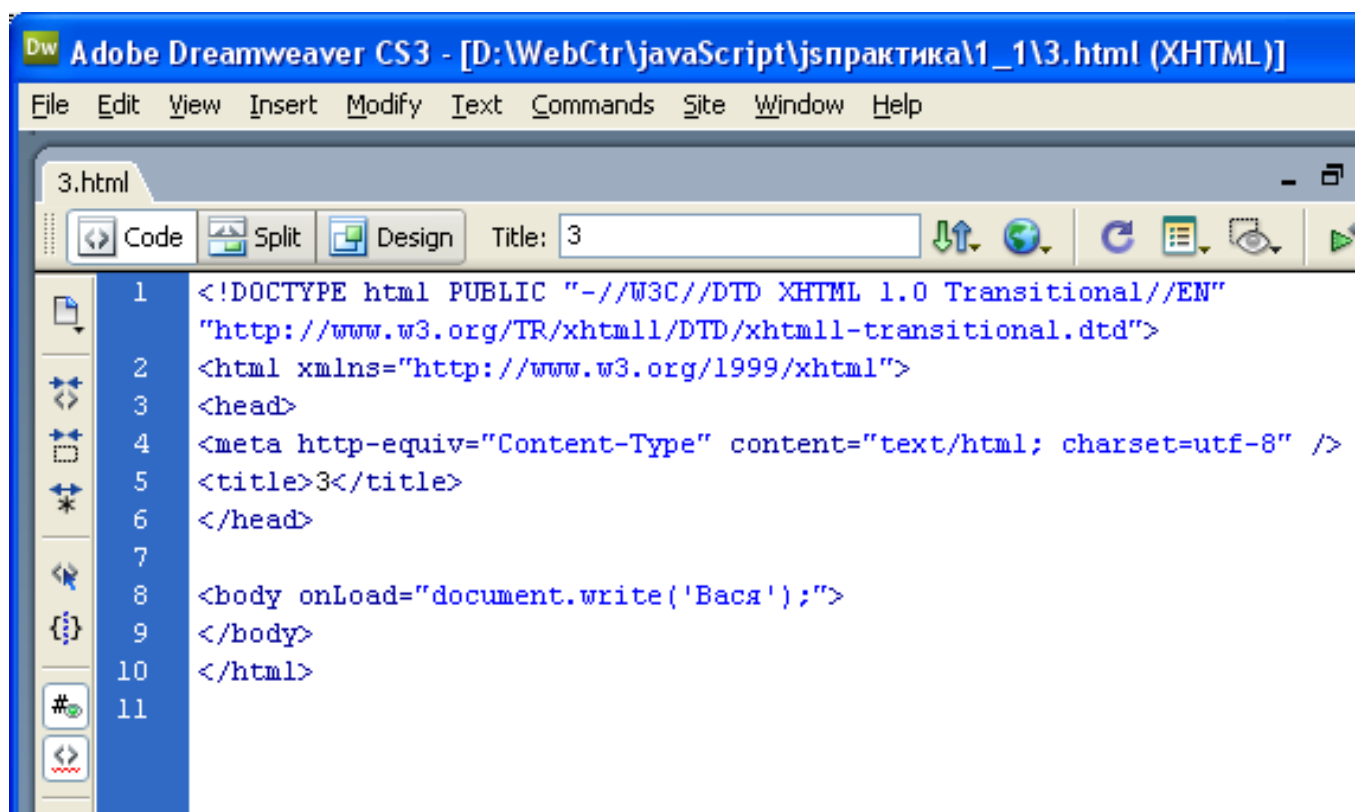 Dw Adobe Dreamweaver CS3 - [D:\WebCtr\javaScript\jsпрактика\1_1\3.html (XHTML)]
File Edit View Insert Modify Text Commands Site Window Help
3.html
Code Split Design Title: 3
1 <!DOCTYPE html PUBLIC "-//W3C//DTD XHTML 1.0 Transitional//EN"
"http://www.w3.org/TR/xhtml1/DTD/xhtml1-transitional.dtd">
2 <html xmlns="http://www.w3.org/1999/xhtml">
3 <head>
4 <meta http-equiv="Content-Type" content="text/html; charset=utf-8" />
5 <title>3</title>
6 </head>
7
8 <body onLoad="document.write('Вася');">
9 </body>
10 </html>
11